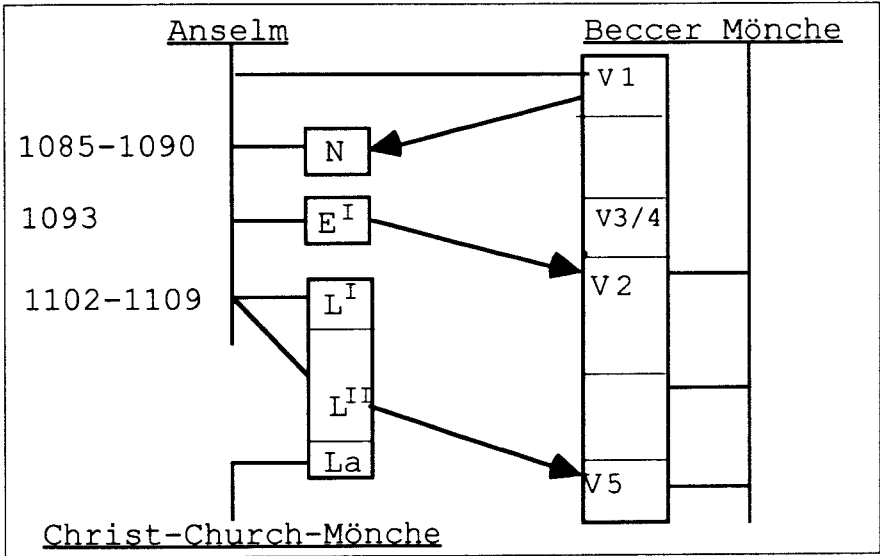 Anselm Beccer Mönche
V1
1085-1090 N
1093 E^I V3/4
V2
1102-1109 L^I
L^II
La
V5
Christ-Church-Mönche